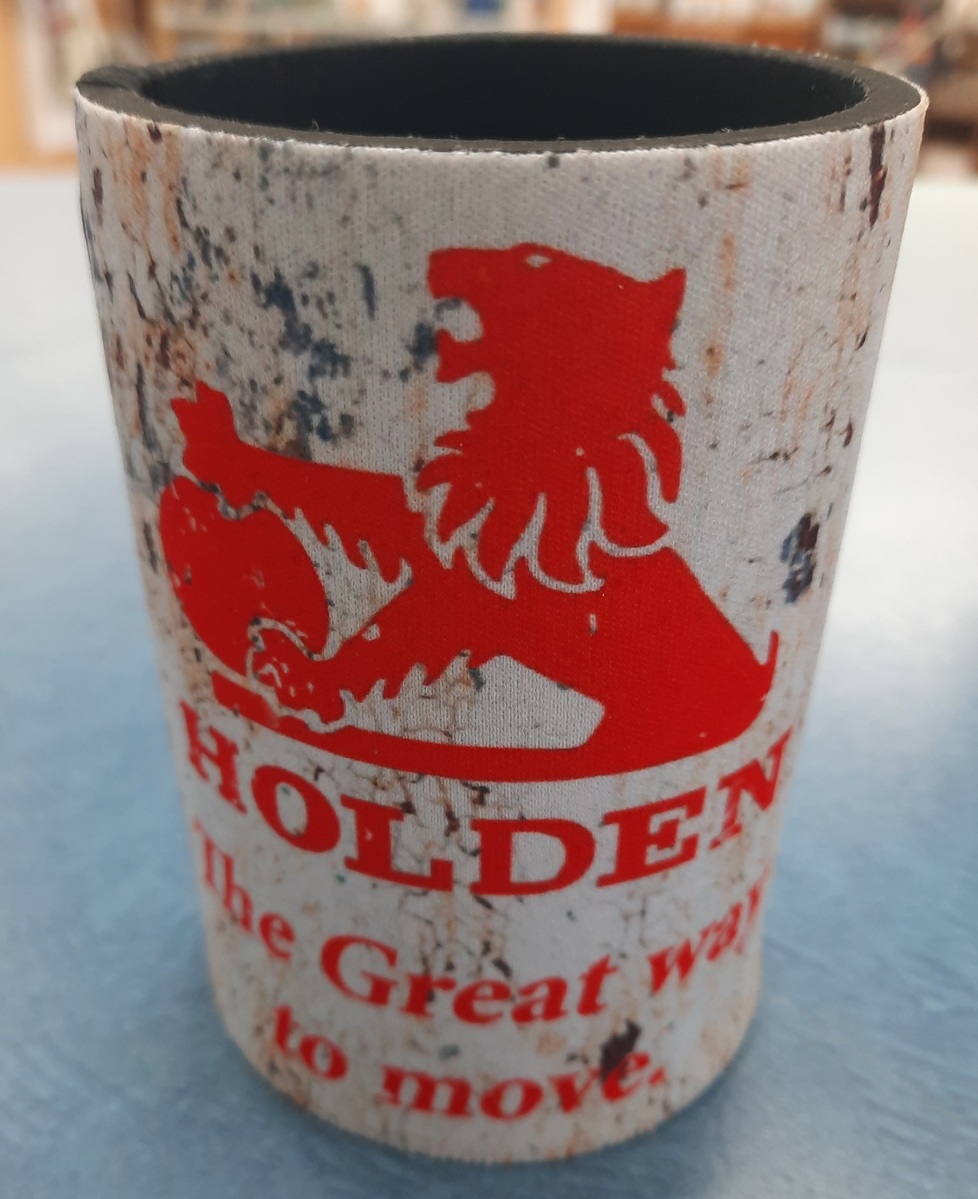 HOLDEN
The Great way
to move.